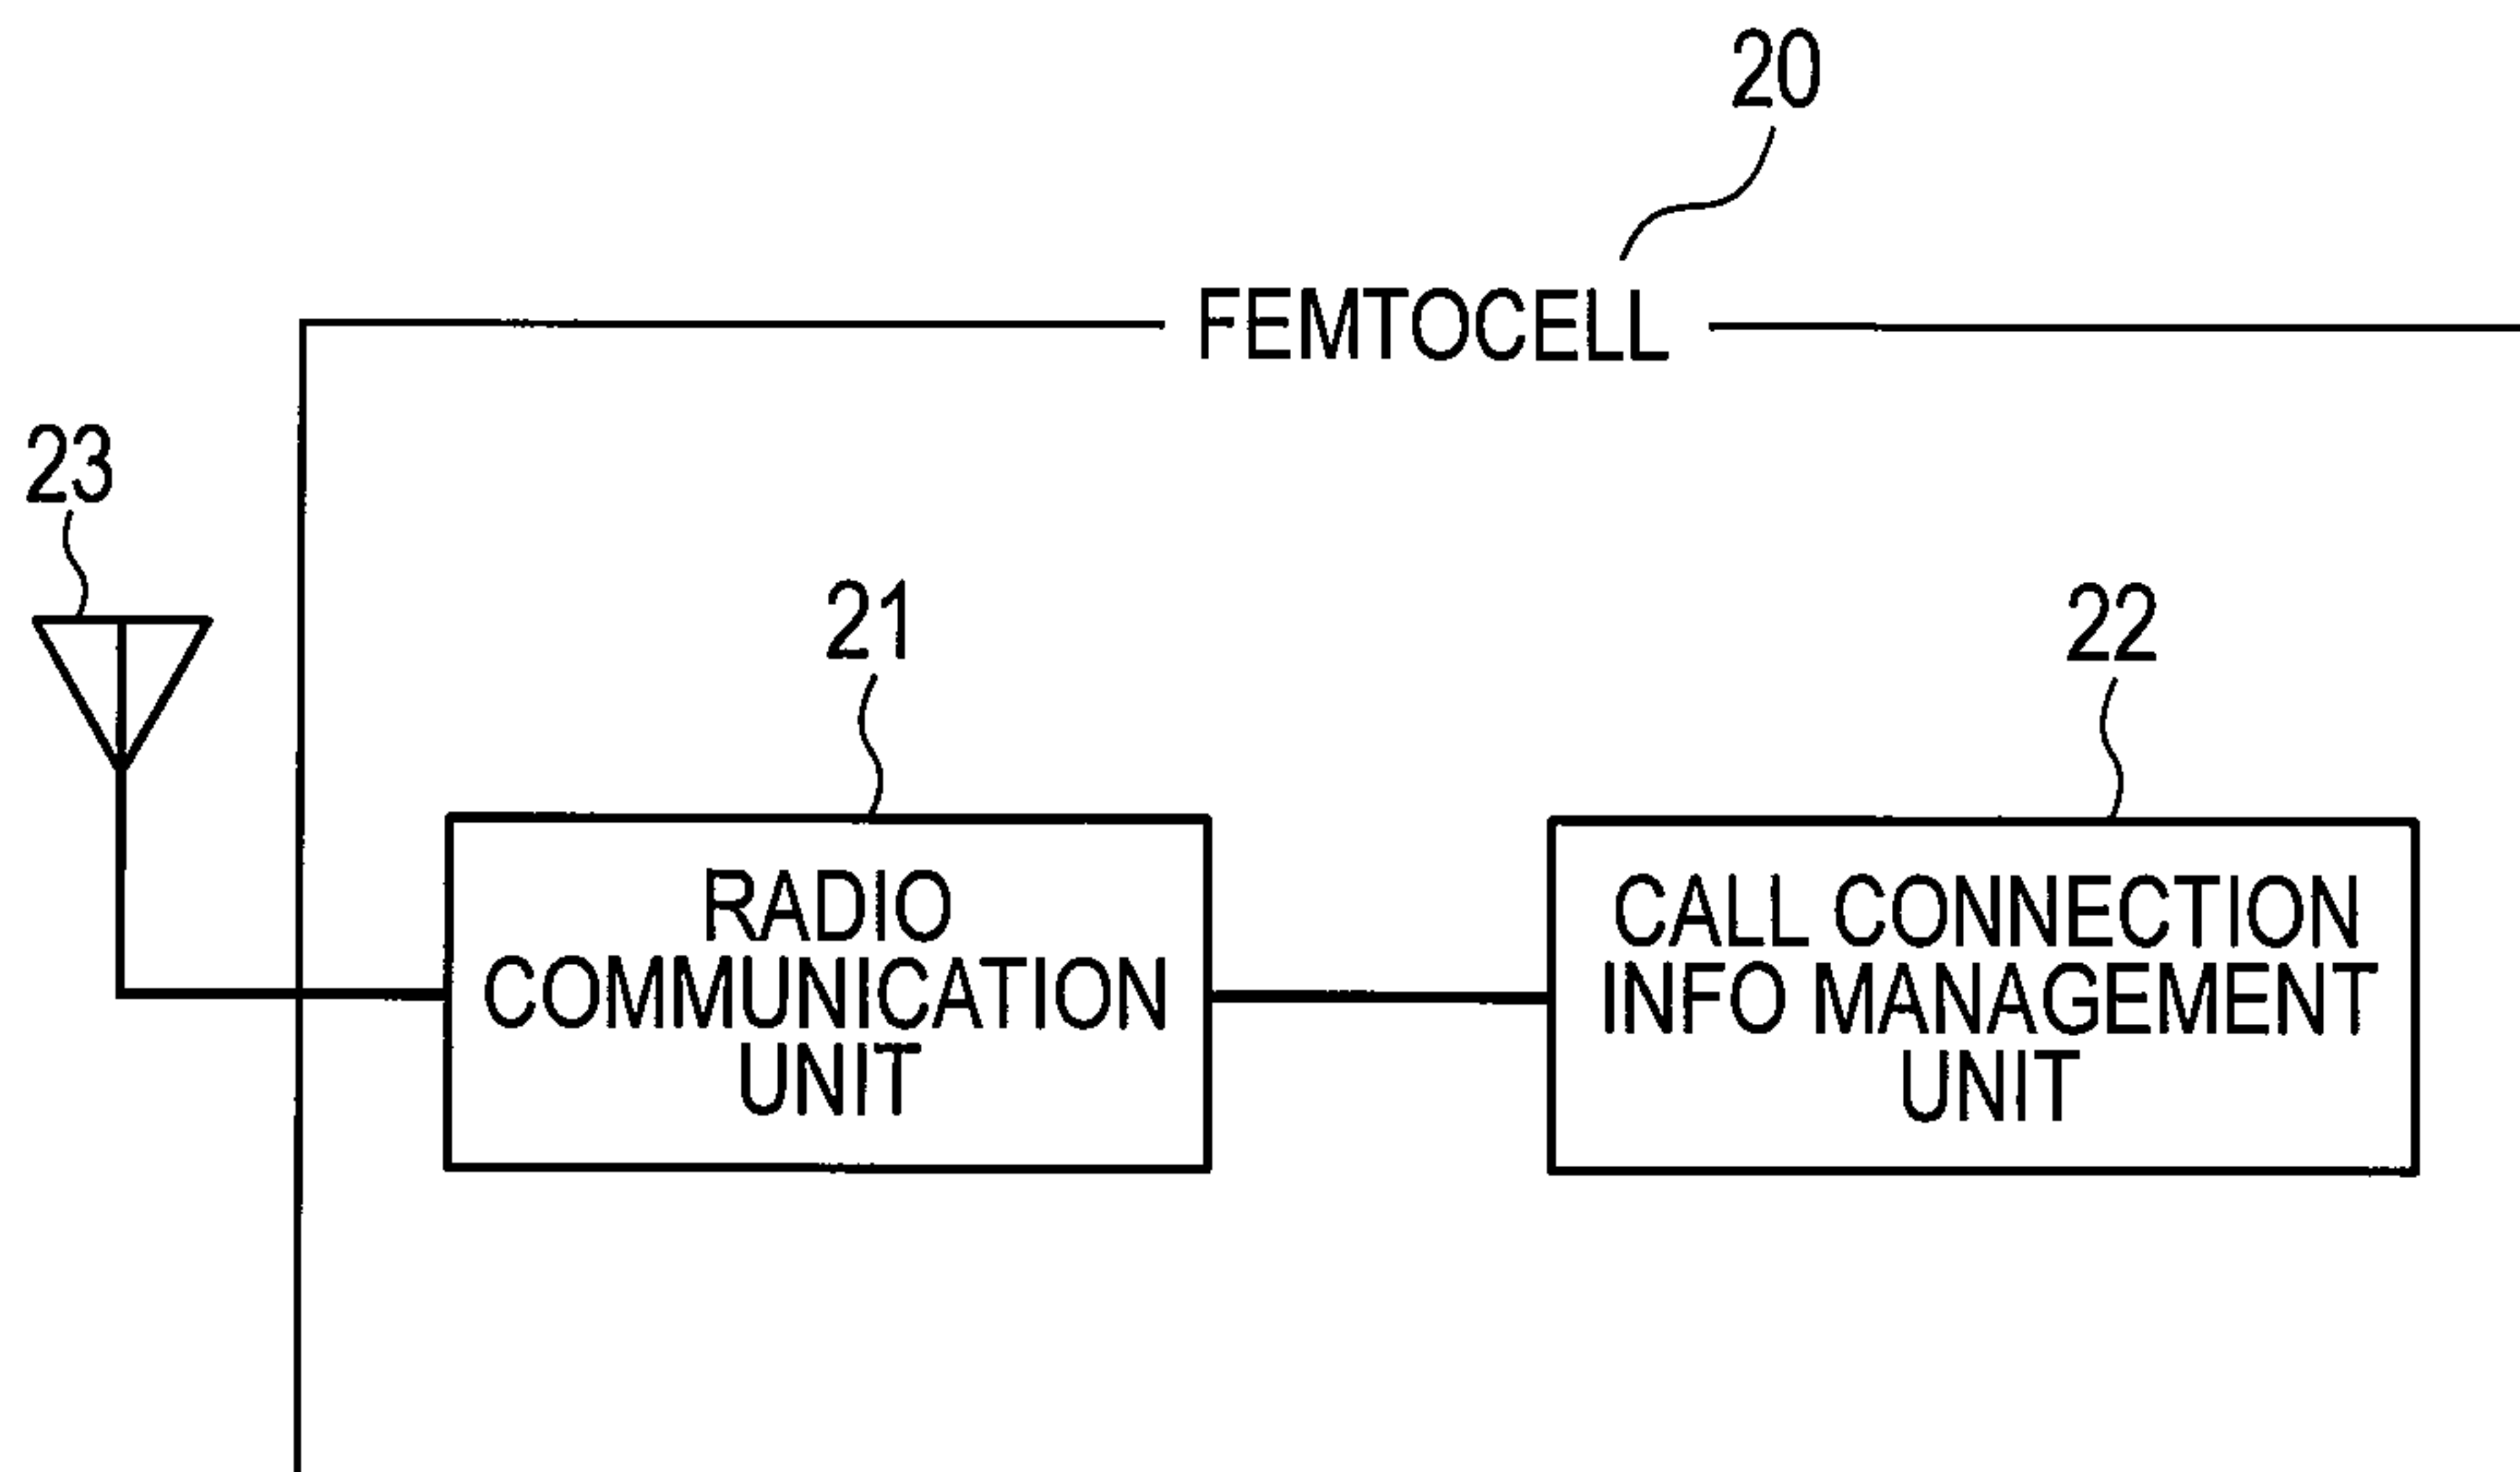 20
FEMTOCELL
23
21
22
RADIO
COMMUNICATION
UNIT
CALL CONNECTION
INFO MANAGEMENT
UNIT